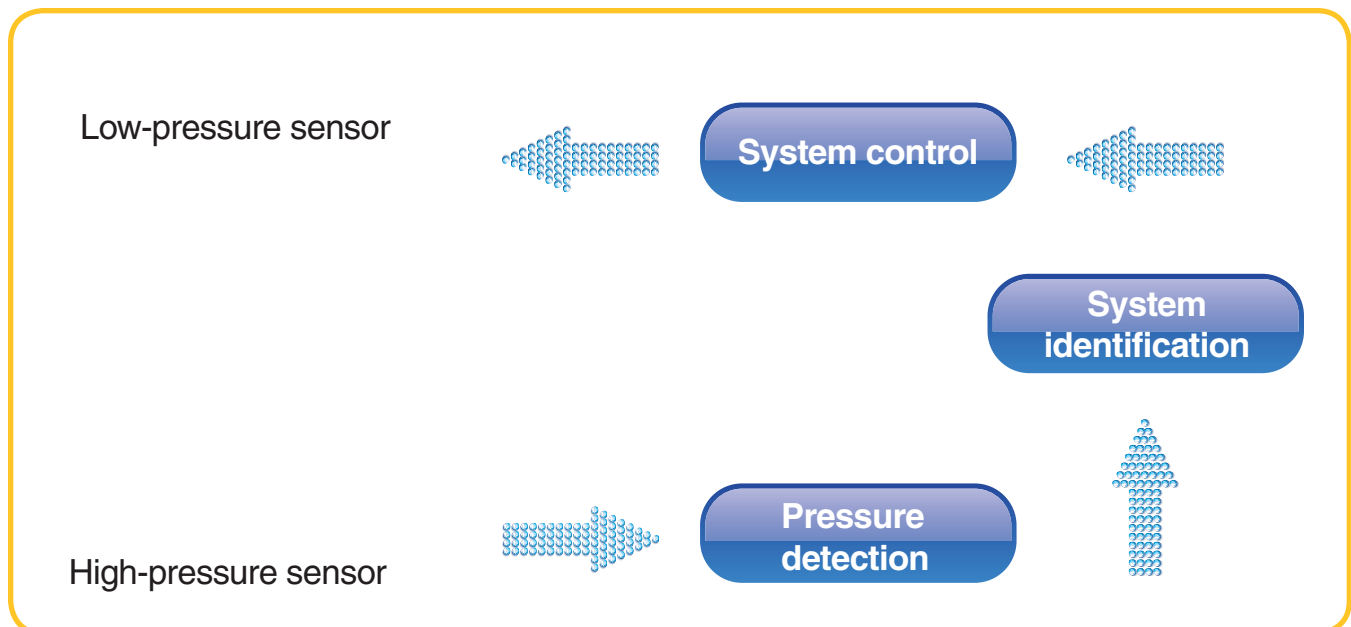 Low-pressure sensor
System control
System
identification
Pressure
detection
High-pressure sensor